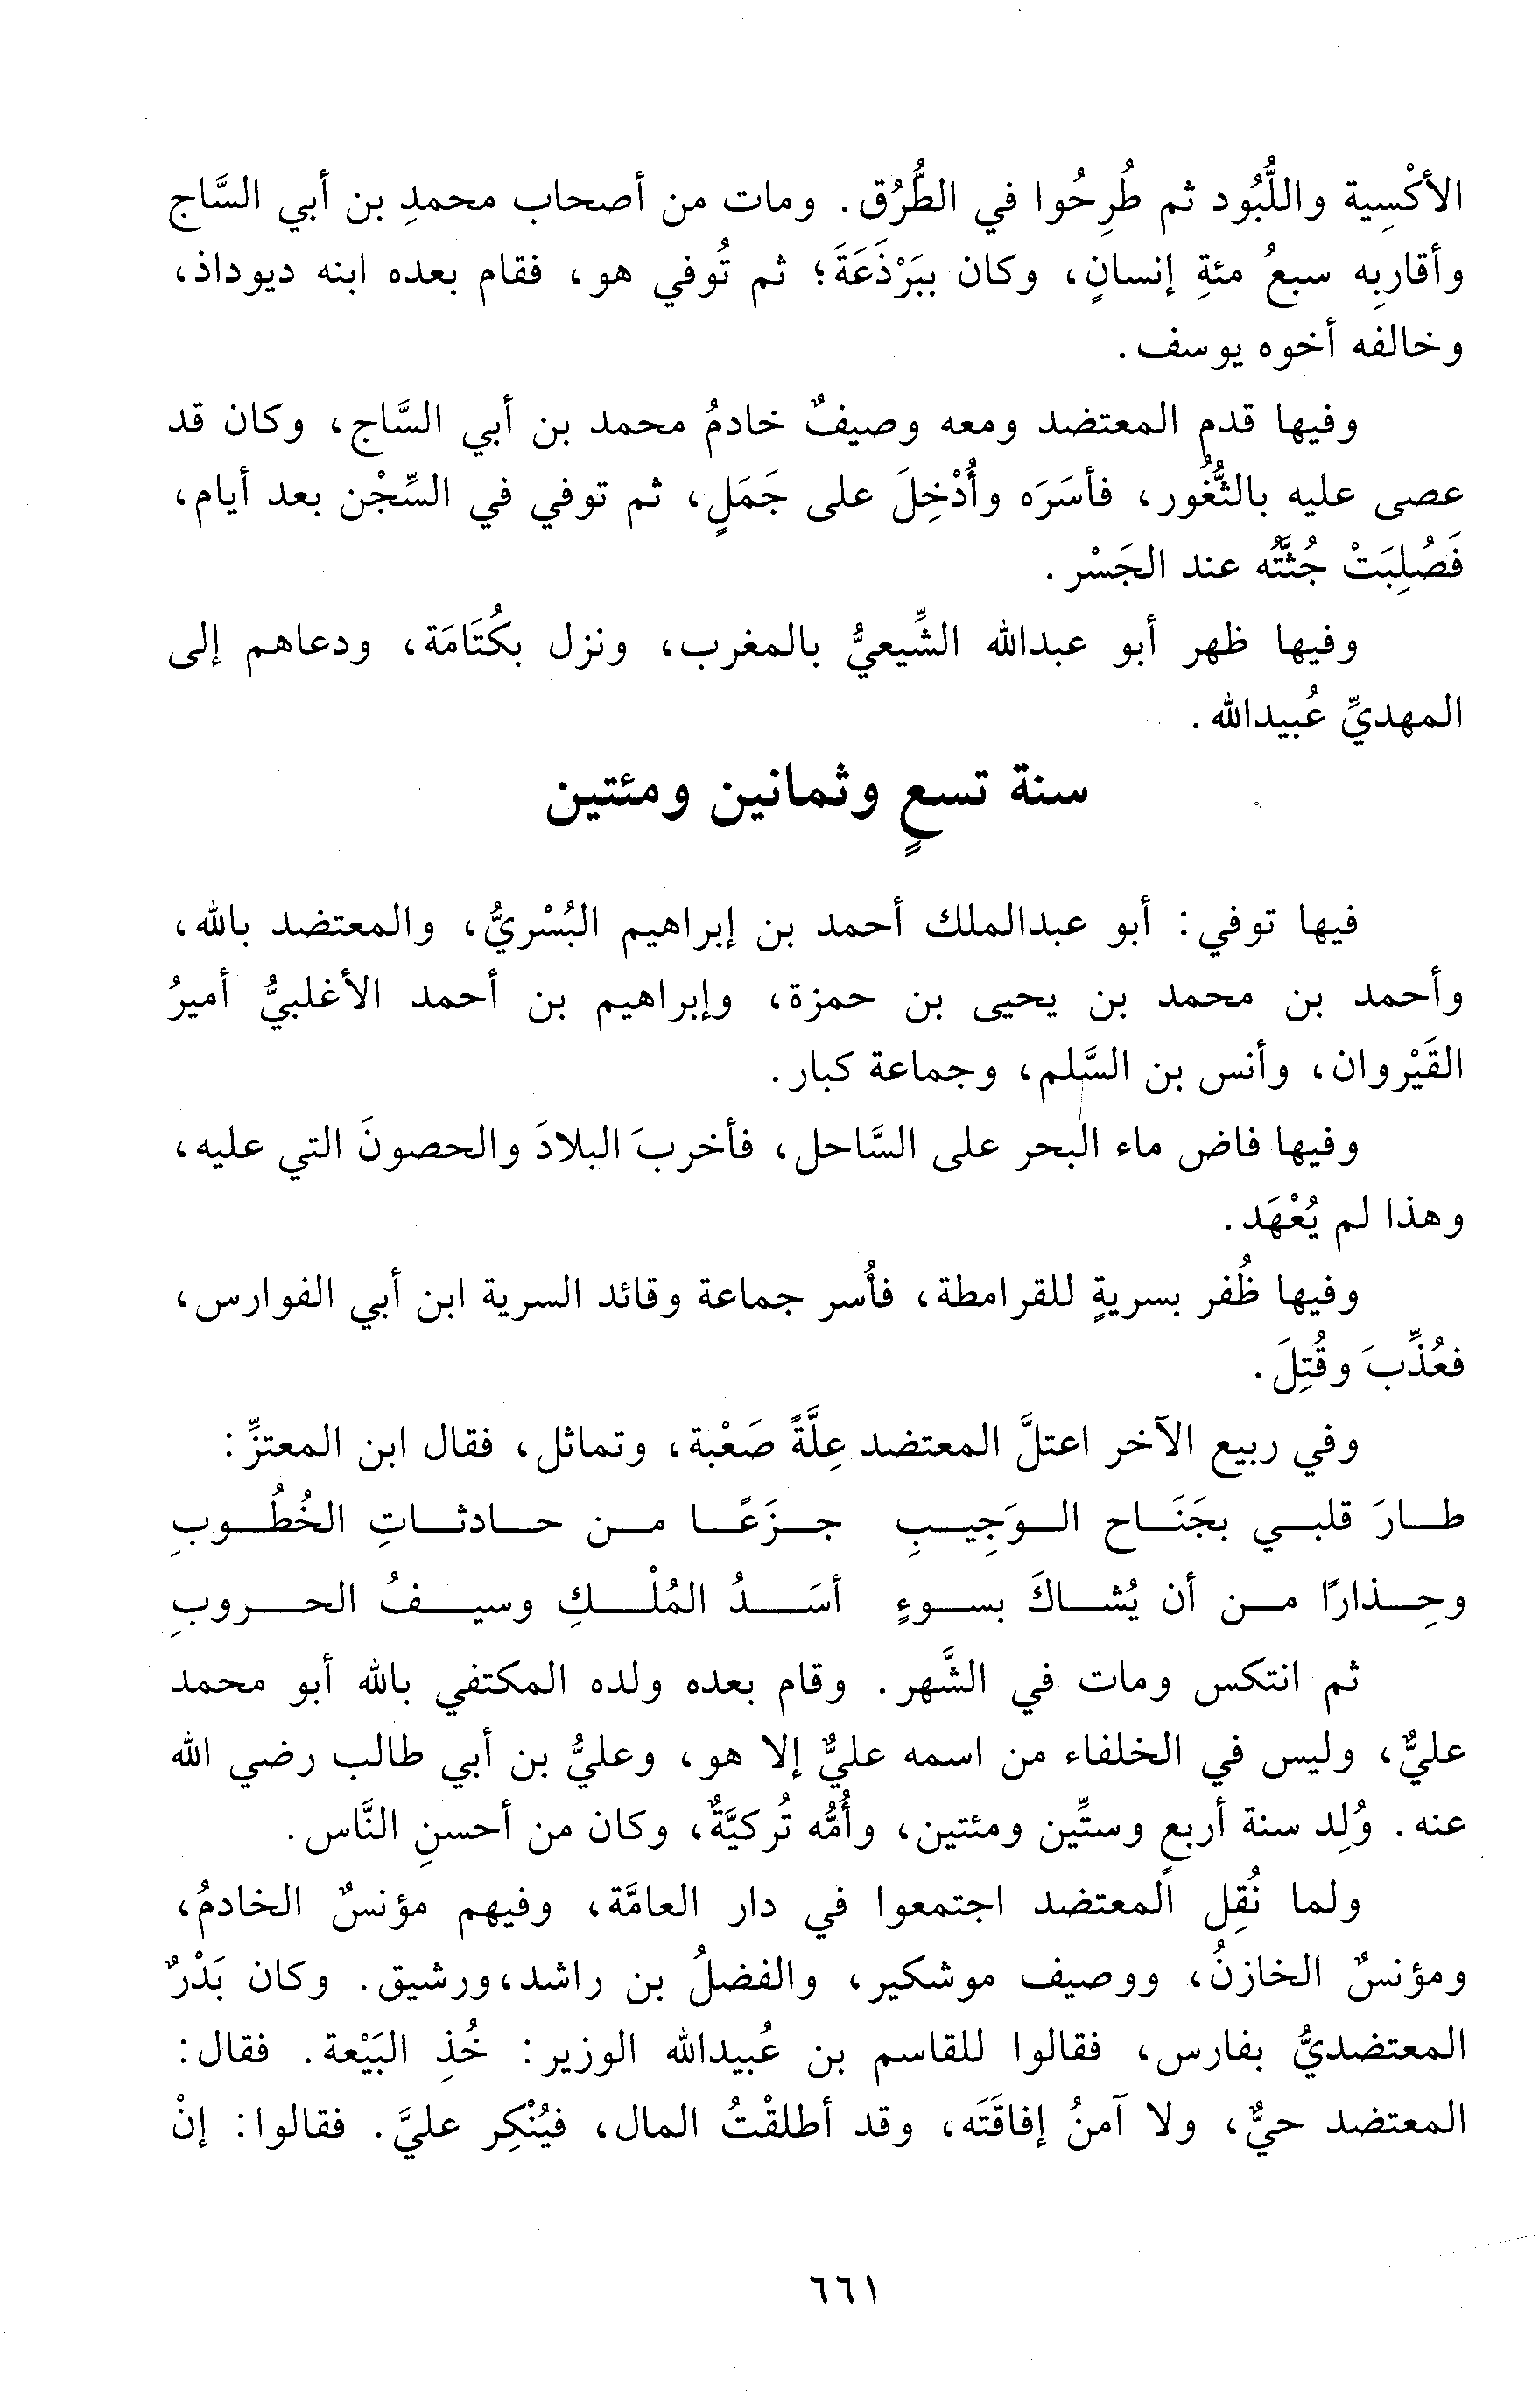 الأكْسِية واللُّبُود ثم طُرِحُوا في الطُّرُق. ومات من أصحاب محمدِ بن أبي السَّاج
وأقاربِه سبعُ مئةِ إنسانٍ، وكان ببَرْذَعَةَ؛ ثم تُوفي هو، فقام بعده ابنه ديوداذ،
وخالفه أخوه يوسف.
وفيها قدم المعتضد ومعه وصيفٌ خادمُ محمد بن أبي السَّاج، وكان قد
عصى عليه بالثُّغُور، فأسَرَه وأُدْخِلَ على جَمَلٍ، ثم توفي في السِّجْن بعد أيام،
فَصُلِبَتْ جُثَّتُه عند الجَسْر.
وفيها ظهر أبو عبدالله الشِّيعيُّ بالمغرب، ونزل بكُتَامَة، ودعاهم إلى
المهديِّ عُبيدالله.
سنة تسعٍ وثمانين ومئتين
فيها توفي: أبو عبدالملك أحمد بن إبراهيم البُسْريُّ، والمعتضد بالله،
وأحمد بن محمد بن يحيى بن حمزة، وإبراهيم بن أحمد الأغلبيُّ أميرُ
القَيْروان، وأنس بن السَّلم، وجماعة كبار.
وفيها فاض ماء البحر على السَّاحل، فأخربَ البلادَ والحصونَ التي عليه،
وهذا لم يُعْهَد.
وفيها ظُفر بسريةٍ للقرامطة، فأُسر جماعة وقائد السرية ابن أبي الفوارس،
فعُذِّبَ وقُتِلَ.
وفي ربيع الآخر اعتلَّ المعتضد عِلَّةً صَعْبة، وتماثل، فقال ابن المعتزِّ:
طارَ قلبي بجَنَاح الوَجِيبِ جزَعًا من حادثاتِ الخُطُوبِ
وحِذارًا من أن يُشاكَ بسوءٍ أسَدُ المُلْكِ وسيفُ الحروبِ
ثم انتكس ومات في الشَّهر. وقام بعده ولده المكتفي بالله أبو محمد
عليٌّ، وليس في الخلفاء من اسمه عليٌّ إلا هو، وعليُّ بن أبي طالب رضي الله
عنه. وُلِد سنة أربعٍ وستِّين ومئتين، وأُمُّه تُركيَّةٌ، وكان من أحسنِ النَّاس.
ولما نُقِل المعتضد اجتمعوا في دار العامَّة، وفيهم مؤنسٌ الخادمُ،
ومؤنسٌ الخازنُ، ووصيف موشكير، والفضلُ بن راشد،ورشيق. وكان بَدْرٌ
المعتضديُّ بفارس، فقالوا للقاسم بن عُبيدالله الوزير: خُذِ البَيْعة. فقال:
المعتضد حيٌّ، ولا آمنُ إفاقَتَه، وقد أطلقْتُ المال، فيُنْكِر عليَّ. فقالوا: إنْ
٦٦١